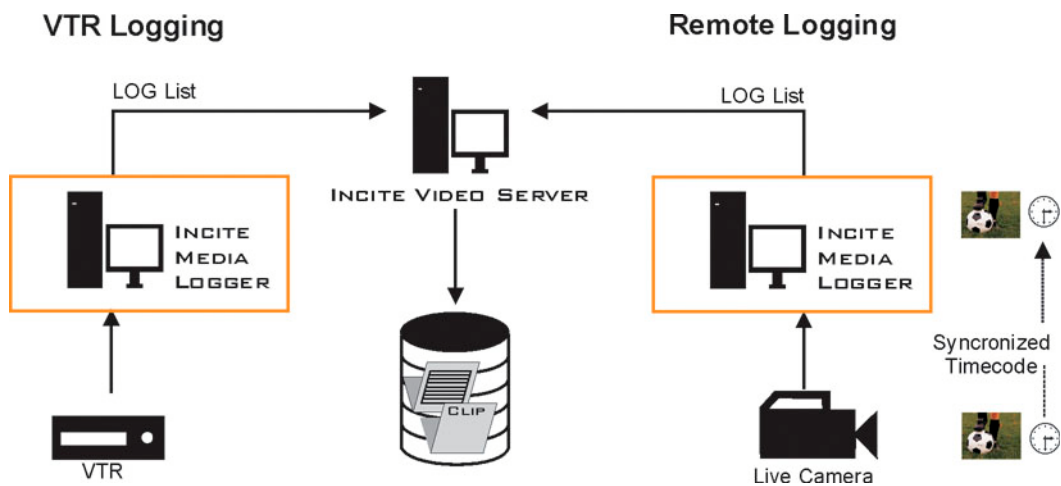 VTR Logging
Remote Logging
LOG List
LOG List
INCITE VIDEO SERVER
INCITE
MEDIA
LOGGER
INCITE
MEDIA
LOGGER
Syncronized
Timecode
CLIP
VTR
Live Camera